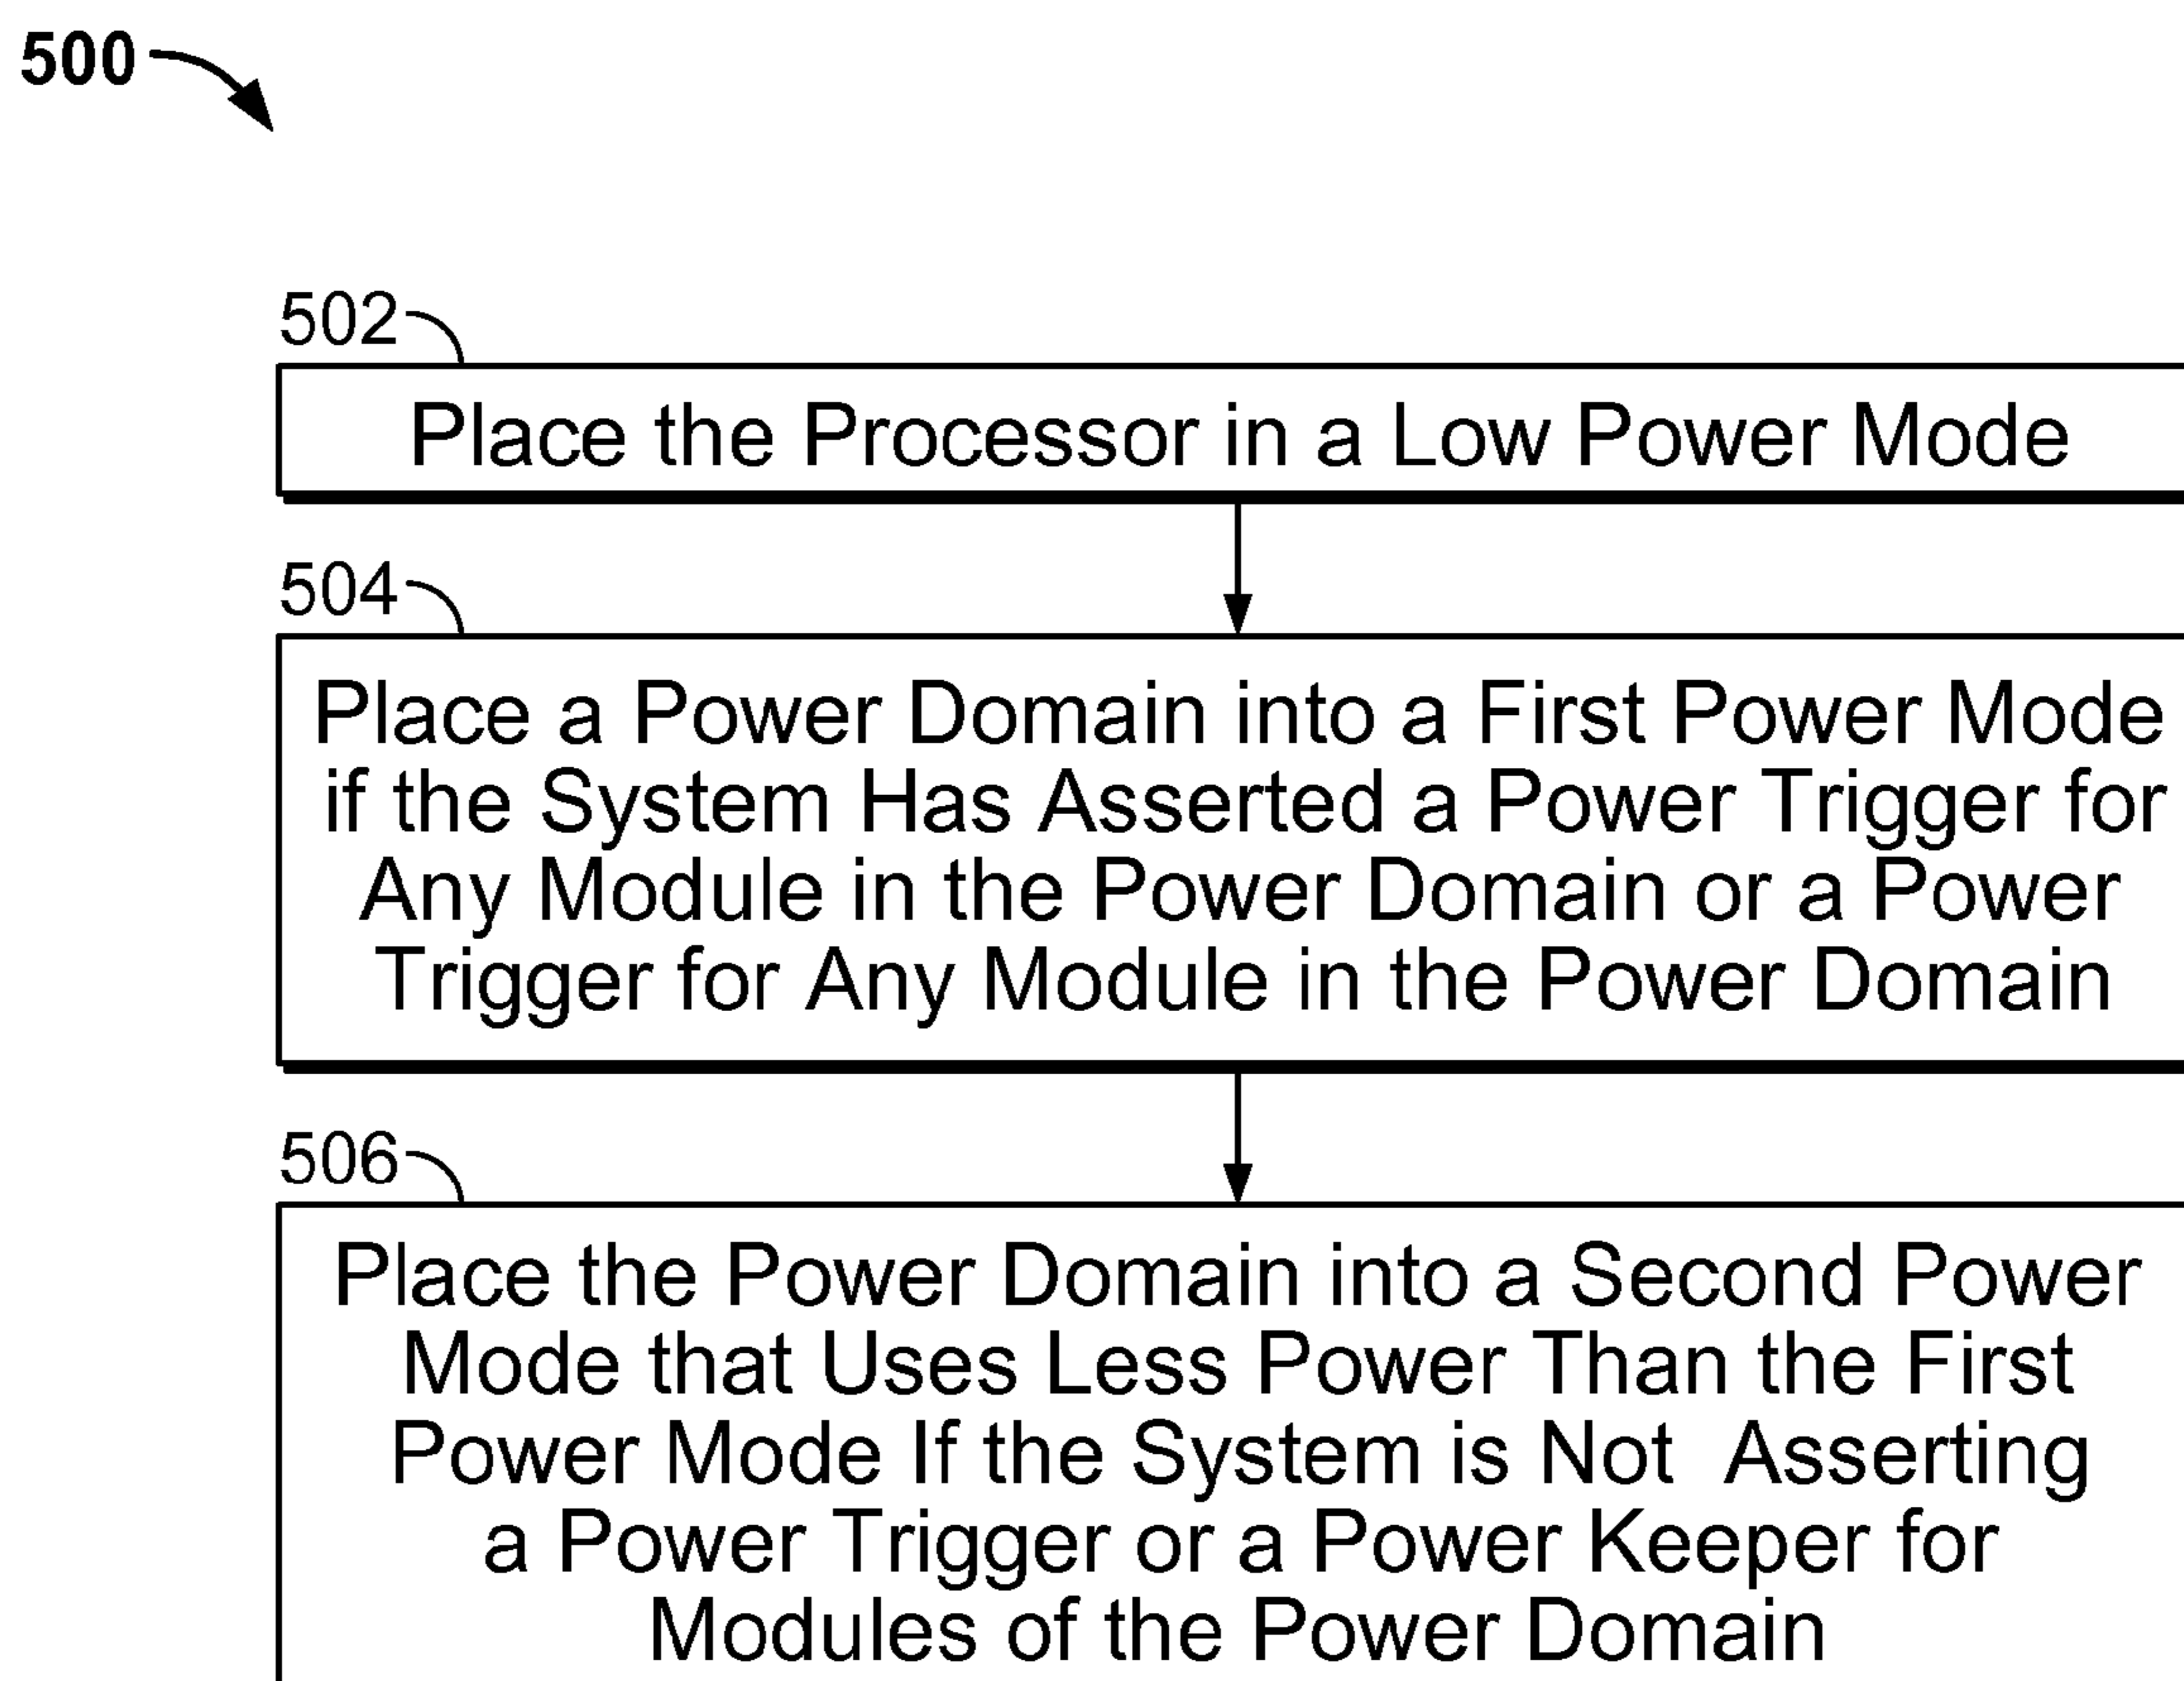 500
502
Place the Processor in a Low Power Mode
504
Place a Power Domain into a First Power Mode
if the System Has Asserted a Power Trigger for
Any Module in the Power Domain or a Power
Trigger for Any Module in the Power Domain
506
Place the Power Domain into a Second Power
Mode that Uses Less Power Than the First
Power Mode If the System is Not Asserting
a Power Trigger or a Power Keeper for
Modules of the Power Domain